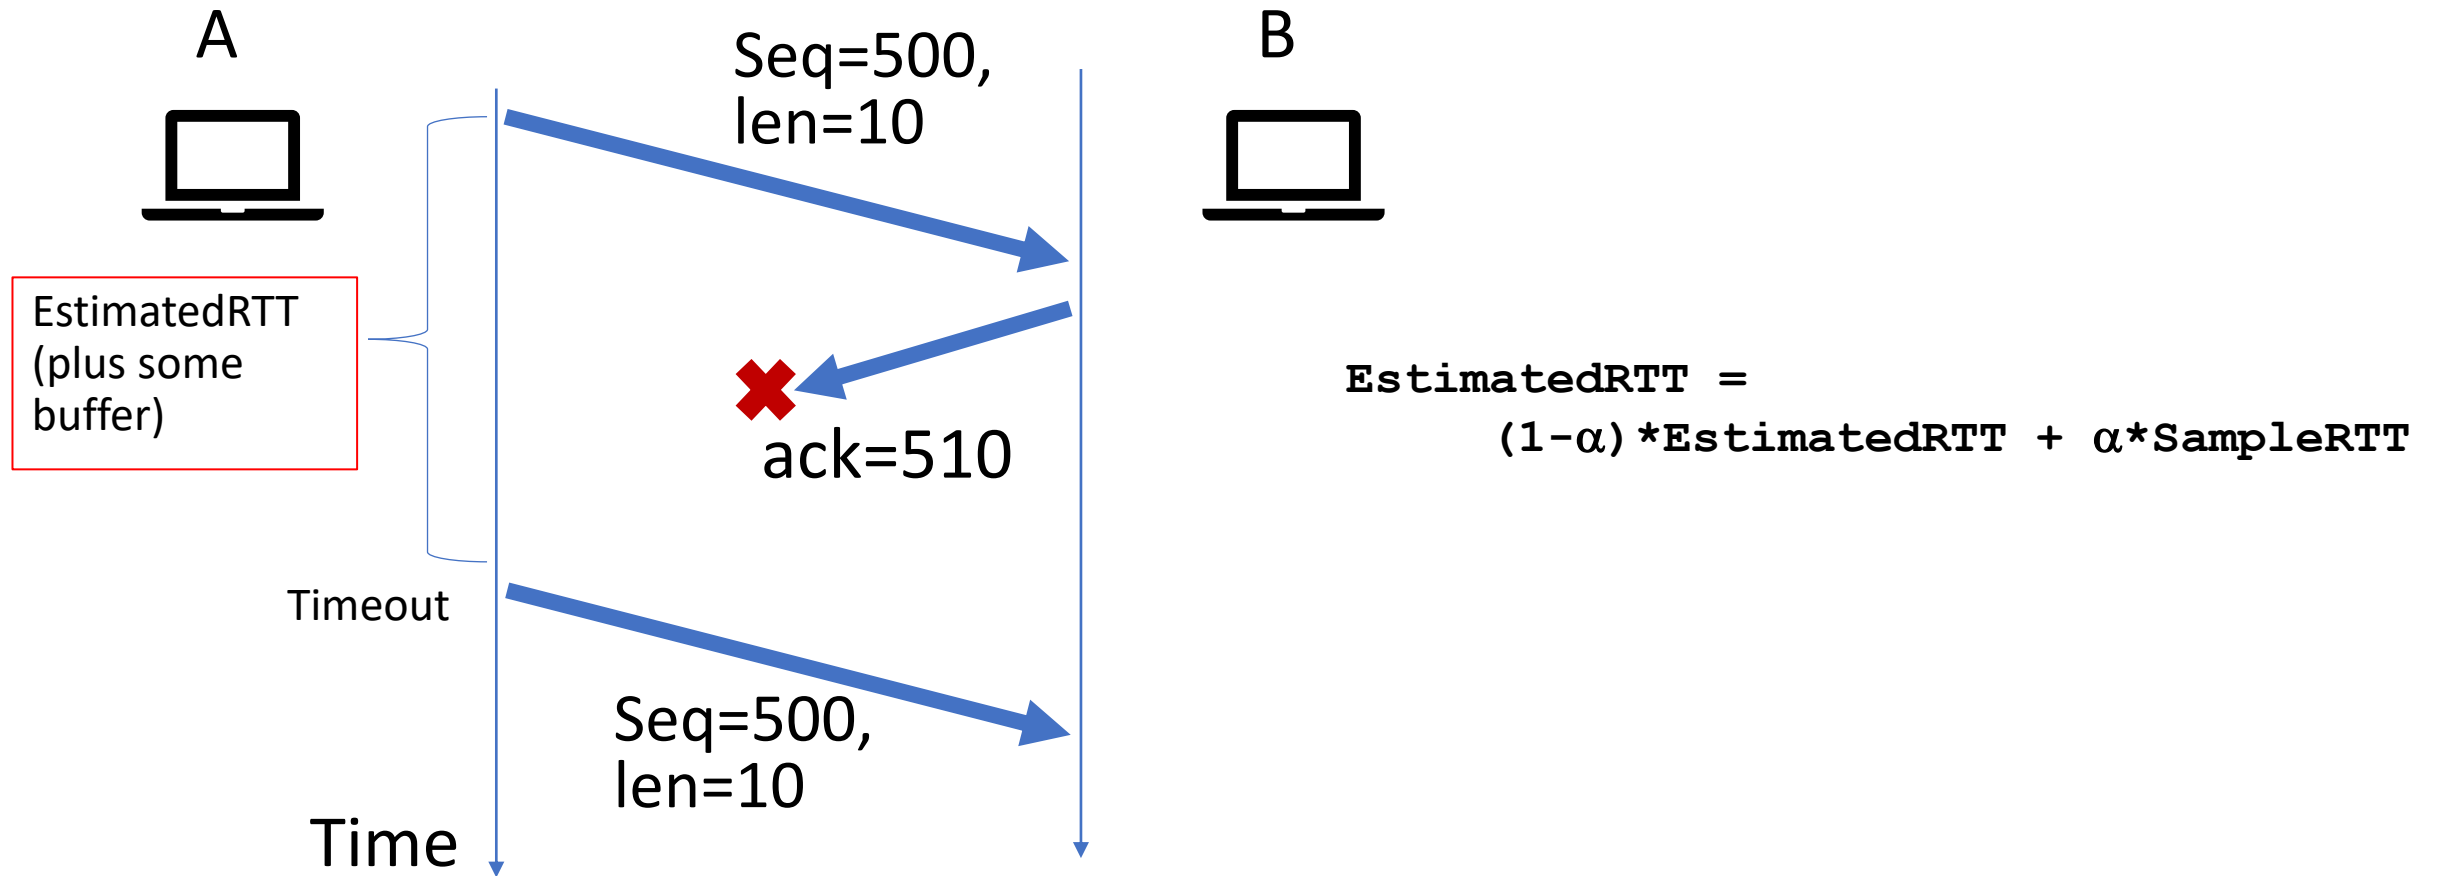 A
B
Seq=500,
len=10
EstimatedRTT
(plus some
buffer)
ack=510
EstimatedRTT =
(1-α)*EstimatedRTT + α*SampleRTT
Timeout
Seq=500,
len=10
Time